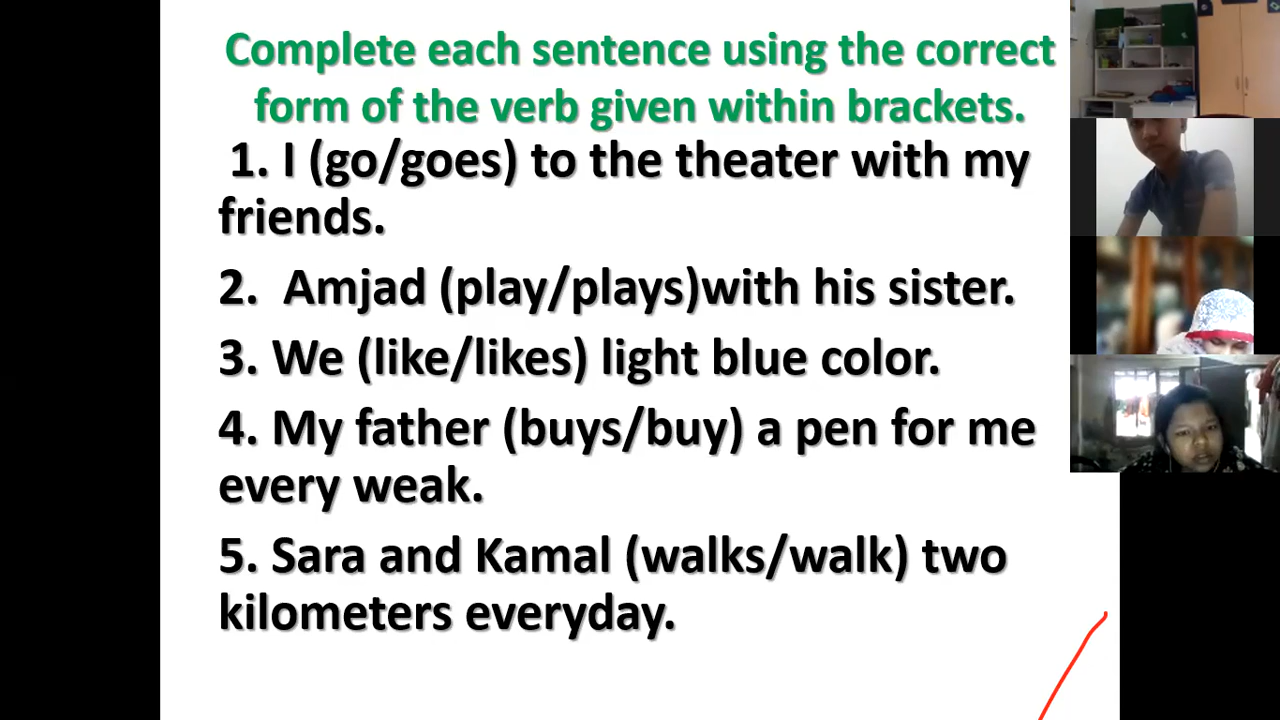 Complete each sentence using the correct
form of the verb given within brackets.
1. I (go/goes) to the theater with my
friends.
2. Amjad (play/plays)with his sister.
3. We (like/likes) light blue color.
4. My father (buys/buy) a pen for me
every weak.
5. Sara and Kamal (walks/walk) two
kilometers everyday.